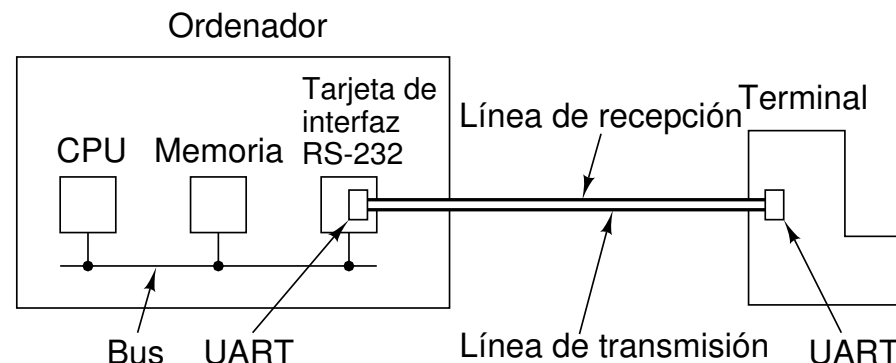 Ordenador
Tarjeta de
interfaz
RS-232
CPU
Memoria
Línea de recepción
Terminal
Bus
UART
Línea de transmisión
UART